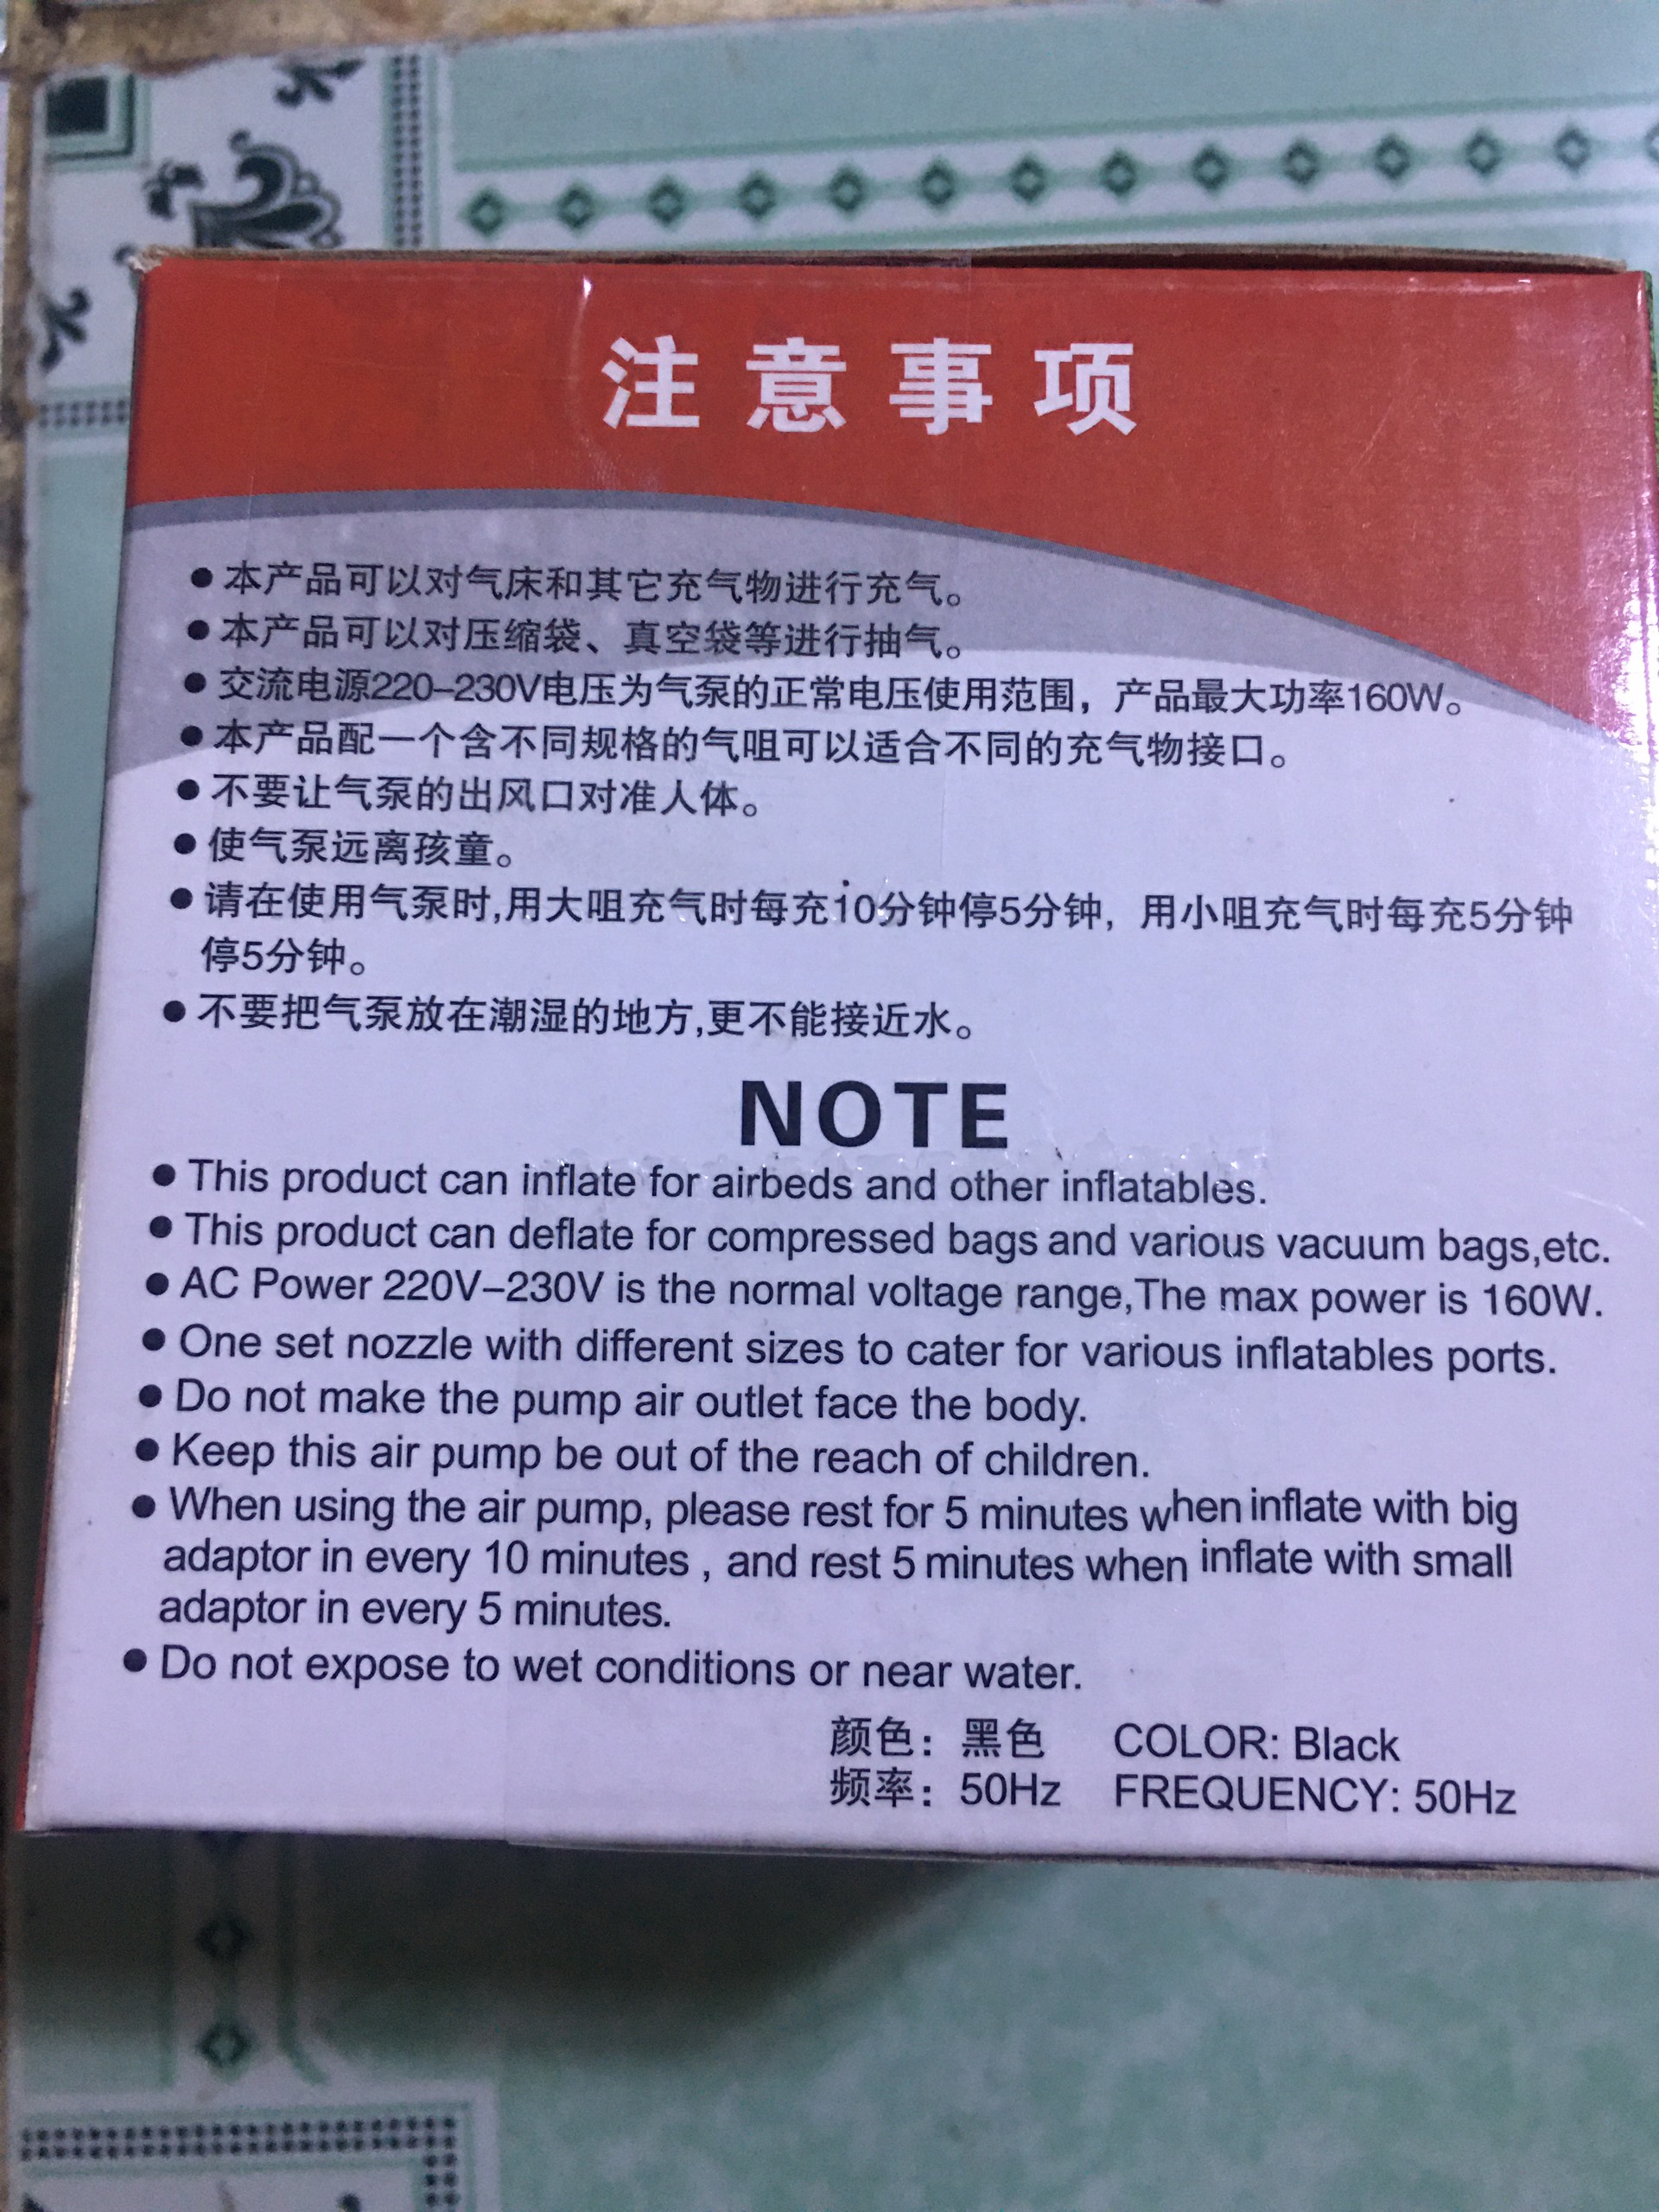 注意事项
●本产品可以对气床和其它充气物进行充气。
●本产品可以对压缩袋、真空袋等进行抽气。
●交流电源220-230V电压为气泵的正常电压使用范围，产品最大功率160W。
●本产品配一个含不同规格的气咀可以适合不同的充气物接口。
●不要让气泵的出风口对准人体。
●使气泵远离孩童。
●请在使用气泵时,用大咀充气时每充10分钟停5分钟，用小咀充气时每充5分钟
停5分钟。
●不要把气泵放在潮湿的地方,更不能接近水。
NOTE
●This product can inflate for airbeds and other inflatables.
●This product can deflate for compressed bags and various vacuum bags,etc.
●AC Power 220V-230V is the normal voltage range,The max power is 160W.
●One set nozzle with different sizes to cater for various inflatables ports.
●Do not make the pump air outlet face the body.
●Keep this air pump be out of the reach of children.
●When using the air pump, please rest for 5 minutes when inflate with big
adaptor in every 10 minutes , and rest 5 minutes when inflate with small
adaptor in every 5 minutes.
●Do not expose to wet conditions or near water.
颜色：黑色 COLOR: Black
频率：50Hz FREQUENCY: 50Hz